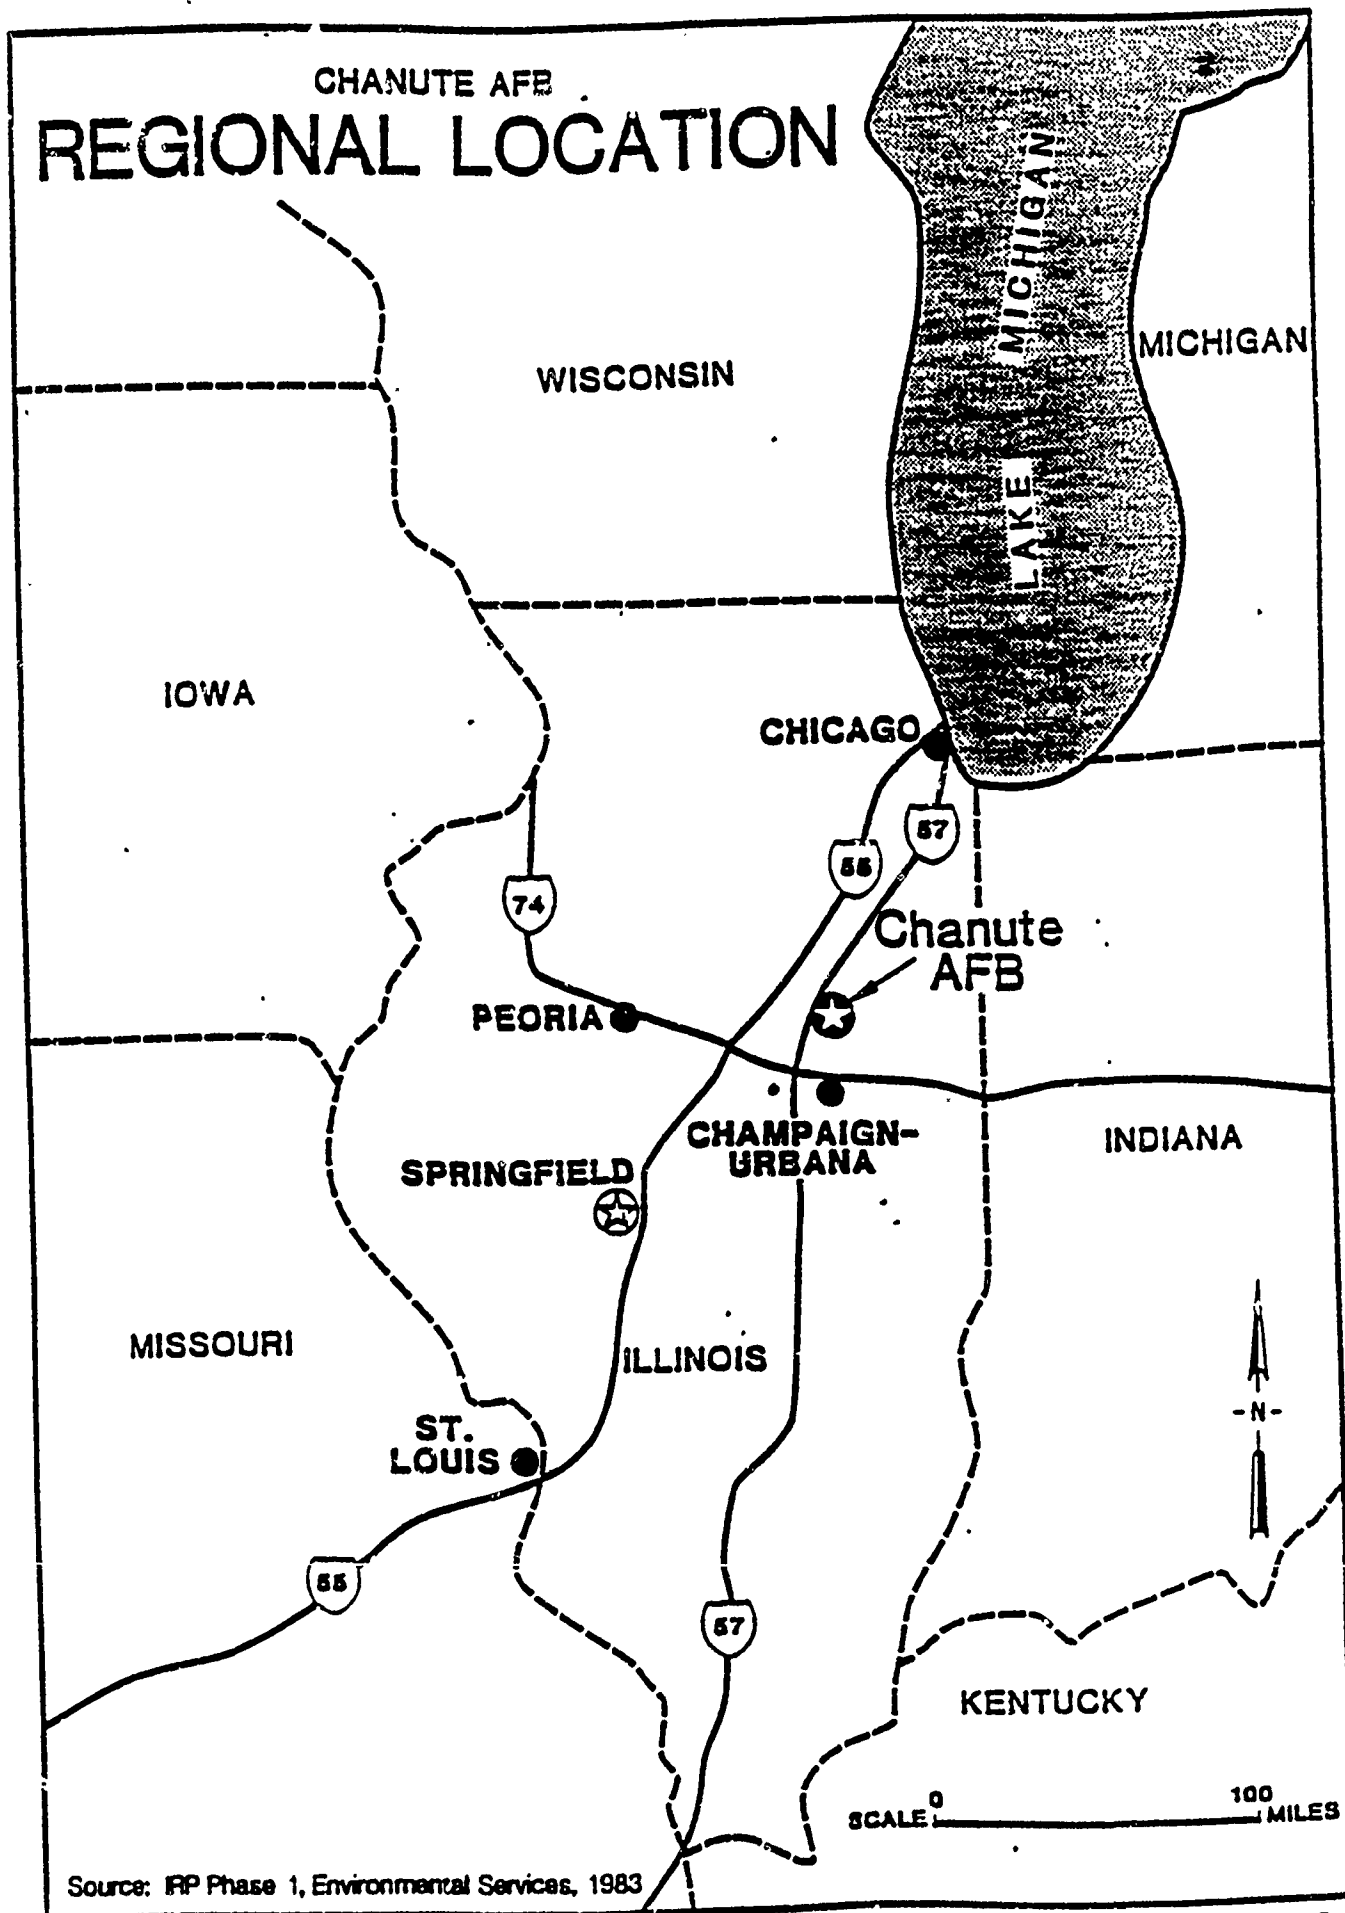 CHANUTE AFB
REGIONAL LOCATION
LAKE MICHIGAN
MICHIGAN
WISCONSIN
IOWA
CHICAGO
57
55
74
Chanute
AFB
PEORIA
CHAMPAIGN-
URBANA
INDIANA
SPRINGFIELD
MISSOURI
ILLINOIS
-N-
ST.
LOUIS
55
57
KENTUCKY
0 100
SCALE MILES
Source: IRP Phase 1, Environmental Services, 1983